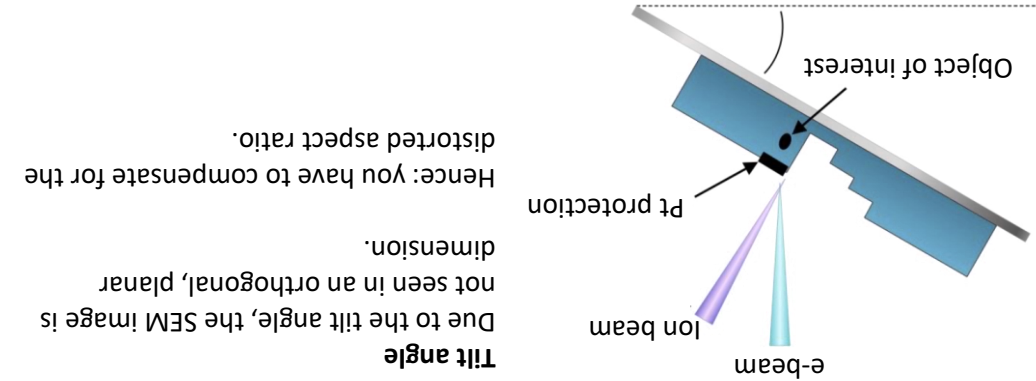 Tilt angle
Due to the tilt angle, the SEM image is
not seen in an orthogonal, planar
dimension.
Hence: you have to compensate for the
distorted aspect ratio.
e-beam
Ion beam
Pt protection
Object of interest